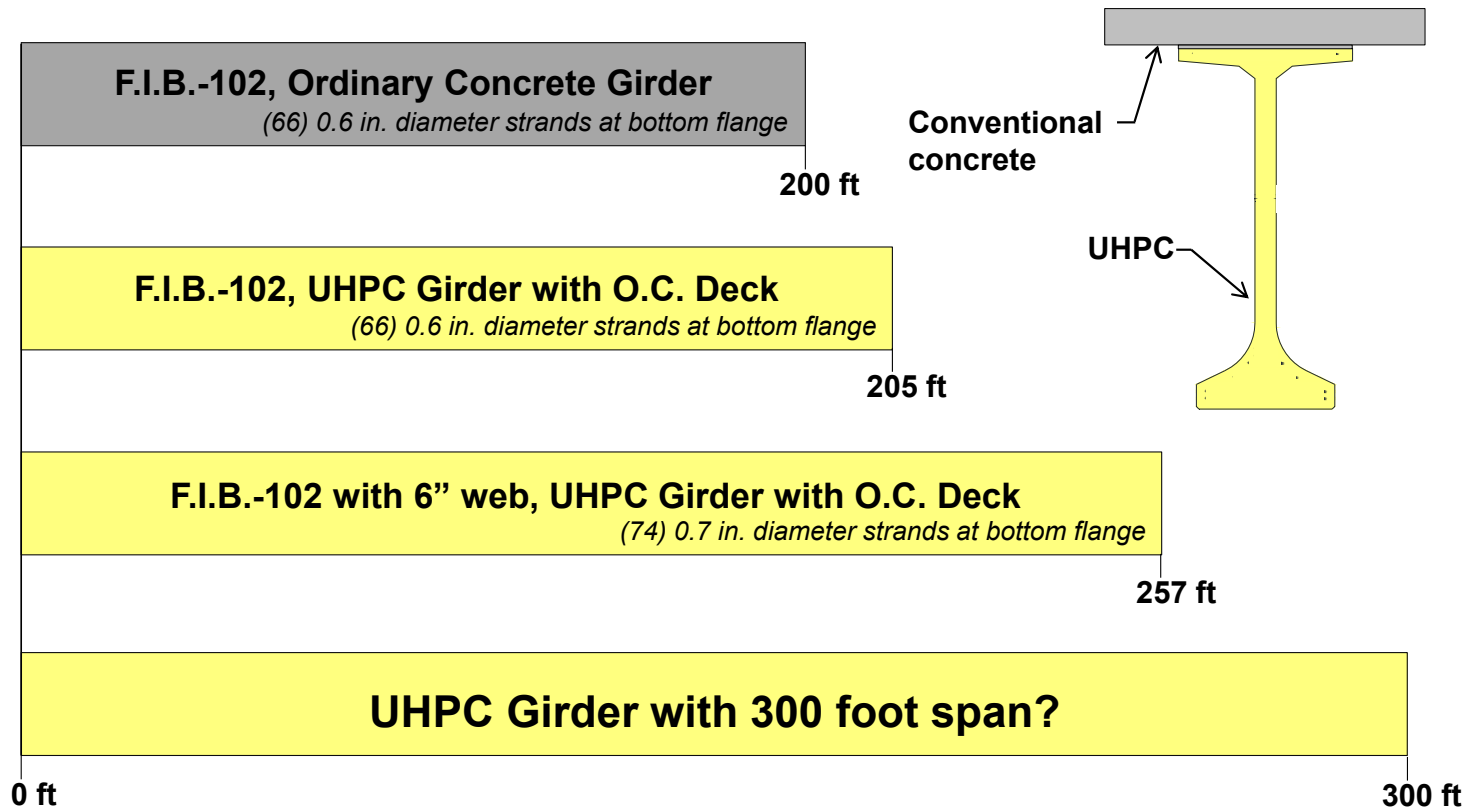 F.I.B.-102, Ordinary Concrete Girder
(66) 0.6 in. diameter strands at bottom flange
200 ft
Conventional
concrete
UHPC
F.I.B.-102, UHPC Girder with O.C. Deck
(66) 0.6 in. diameter strands at bottom flange
205 ft
F.I.B.-102 with 6” web, UHPC Girder with O.C. Deck
(74) 0.7 in. diameter strands at bottom flange
257 ft
UHPC Girder with 300 foot span?
0 ft
300 ft